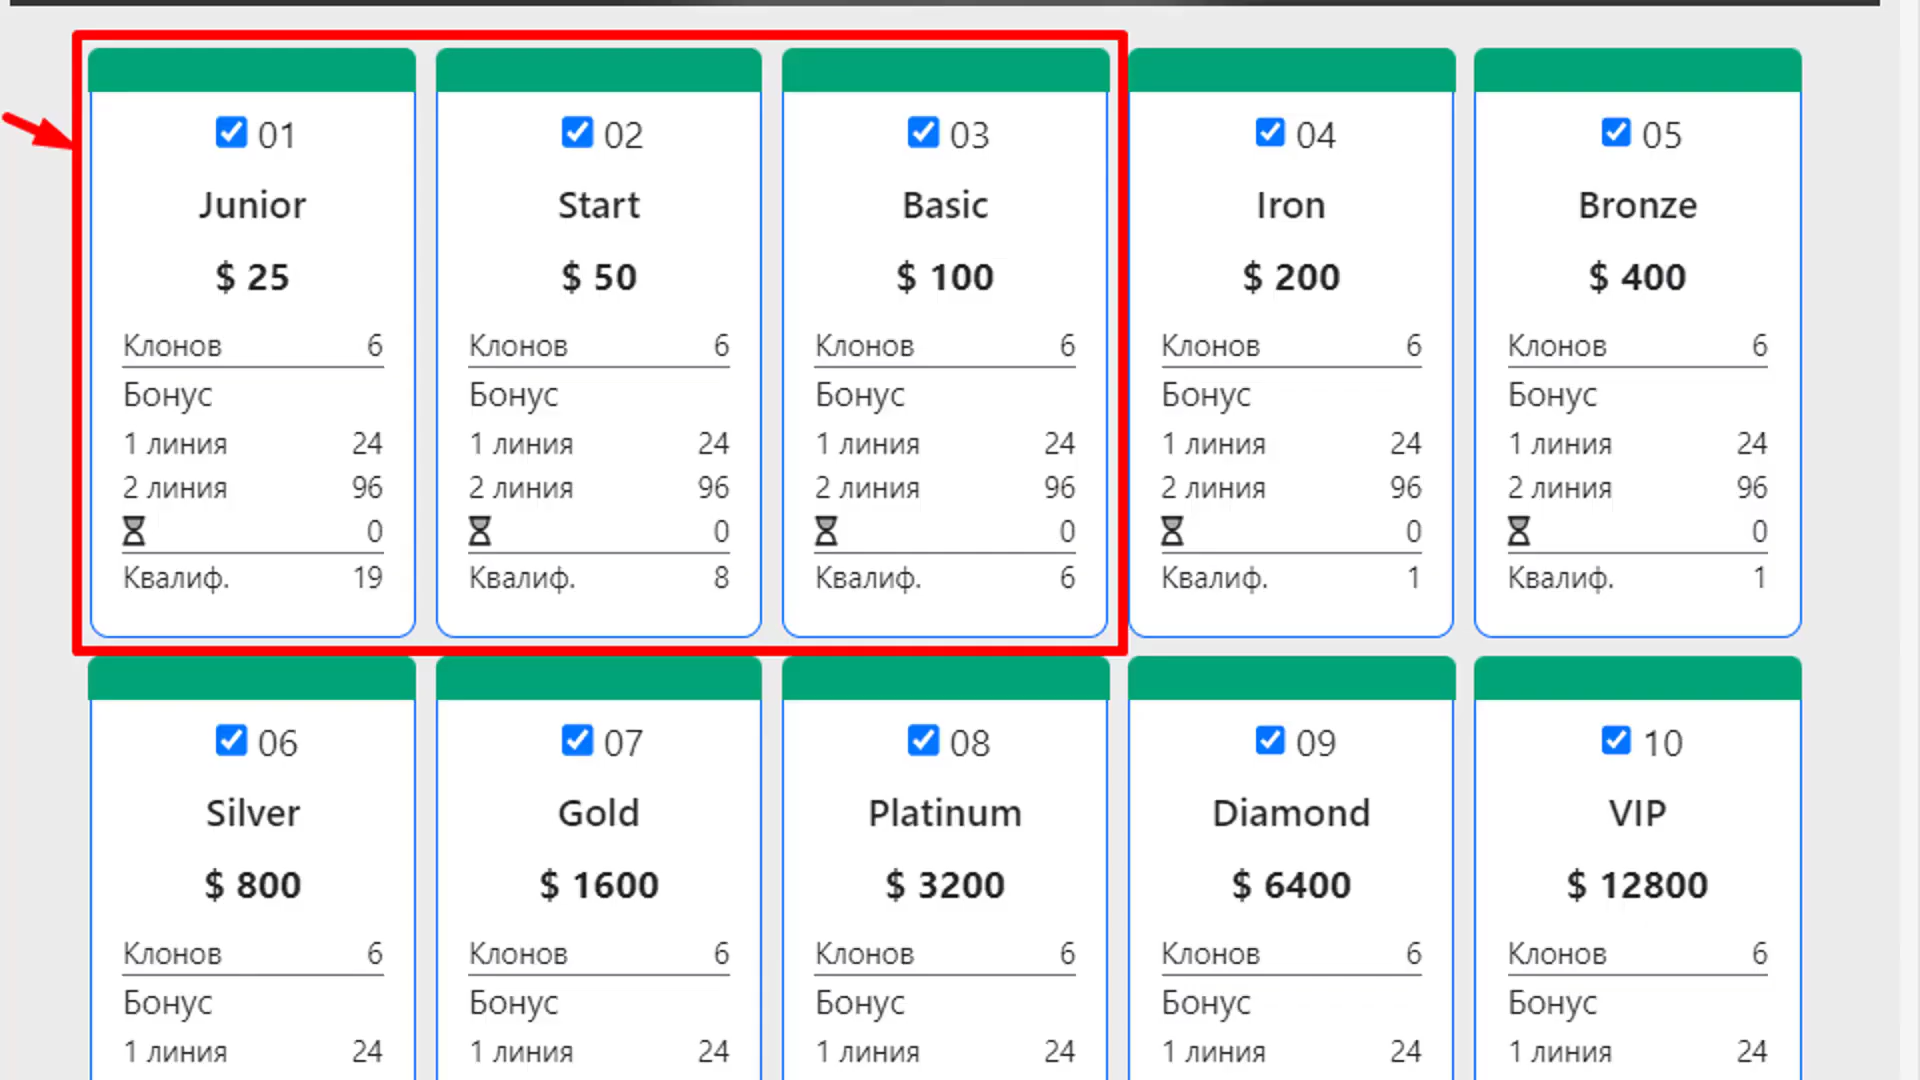 01
Junior
$ 25
Клонов 6
Бонус
1 линия 24
2 линия 96
0
Квалиф. 19
02
Start
$ 50
Клонов 6
Бонус
1 линия 24
2 линия 96
0
Квалиф. 8
03
Basic
$ 100
Клонов 6
Бонус
1 линия 24
2 линия 96
0
Квалиф. 6
04
Iron
$ 200
Клонов 6
Бонус
1 линия 24
2 линия 96
0
Квалиф. 1
05
Bronze
$ 400
Клонов 6
Бонус
1 линия 24
2 линия 96
0
Квалиф. 1
06
Silver
$ 800
Клонов 6
Бонус
1 линия 24
07
Gold
$ 1600
Клонов 6
Бонус
1 линия 24
08
Platinum
$ 3200
Клонов 6
Бонус
1 линия 24
09
Diamond
$ 6400
Клонов 6
Бонус
1 линия 24
10
VIP
$ 12800
Клонов 6
Бонус
1 линия 24